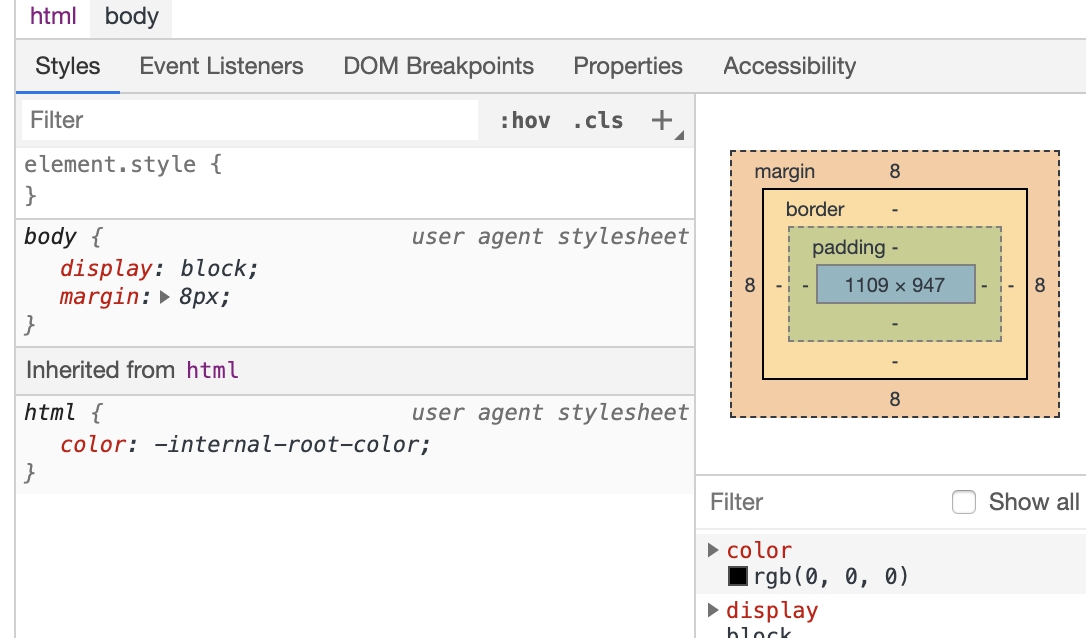 html body
Styles Event Listeners DOM Breakpoints Properties Accessibility
Filter :hov .cls +
element.style {
}
body { user agent stylesheet
display: block;
margin: 8px;
}
Inherited from html
html { user agent stylesheet
color: -internal-root-color;
}
margin 8
border -
padding -
8 - - 1109 × 947 - - 8
-
-
8
Filter Show all
color
rgb(0, 0, 0)
display
block